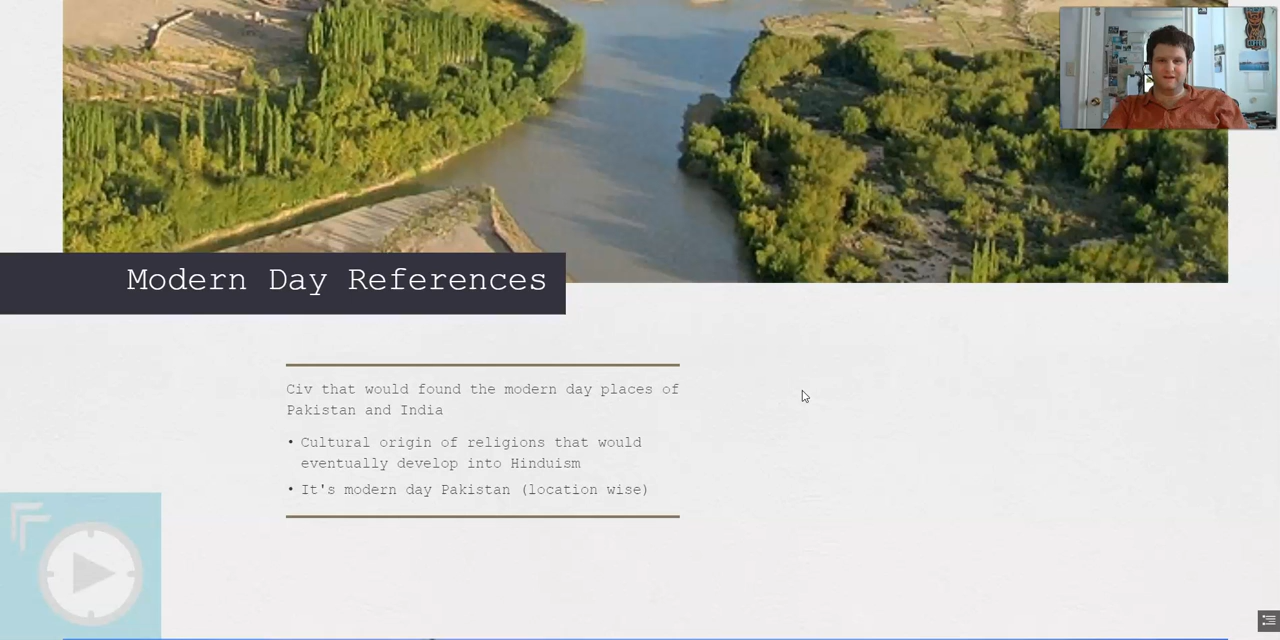 Modern Day References
Civ that would found the modern day places of
Pakistan and India
• Cultural origin of religions that would
eventually develop into Hinduism
• It's modern day Pakistan (location wise)